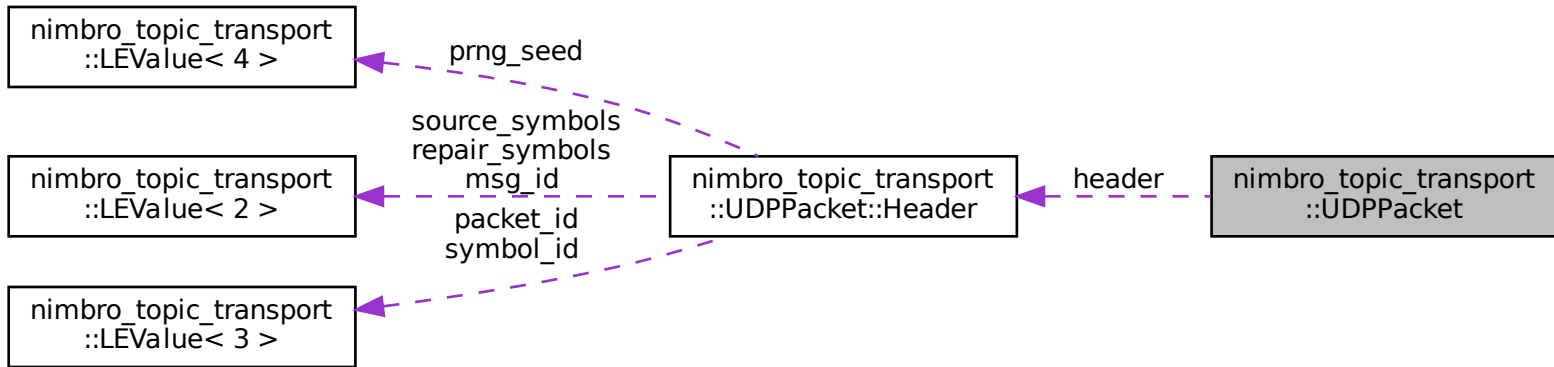 nimbro_topic_transport
::LEValue< 4 >
prng_seed
source_symbols
repair_symbols
msg_id
nimbro_topic_transport
::LEValue< 2 >
nimbro_topic_transport
::UDPPacket::Header
header
nimbro_topic_transport
::UDPPacket
packet_id
symbol_id
nimbro_topic_transport
::LEValue< 3 >